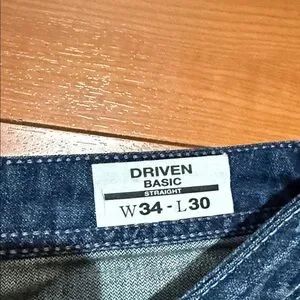 DRIVEN
BASIC
STRAIGHT
W34-L30